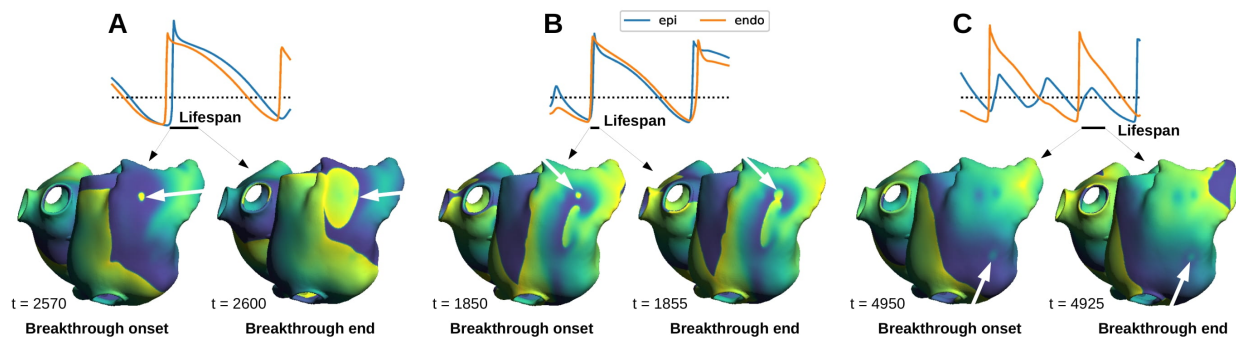 A
B
epi
endo
C
Lifespan
Lifespan
Lifespan
t = 2570
t = 2600
t = 1850
t = 1855
t = 4950
t = 4925
Breakthrough onset
Breakthrough end
Breakthrough onset
Breakthrough end
Breakthrough onset
Breakthrough end